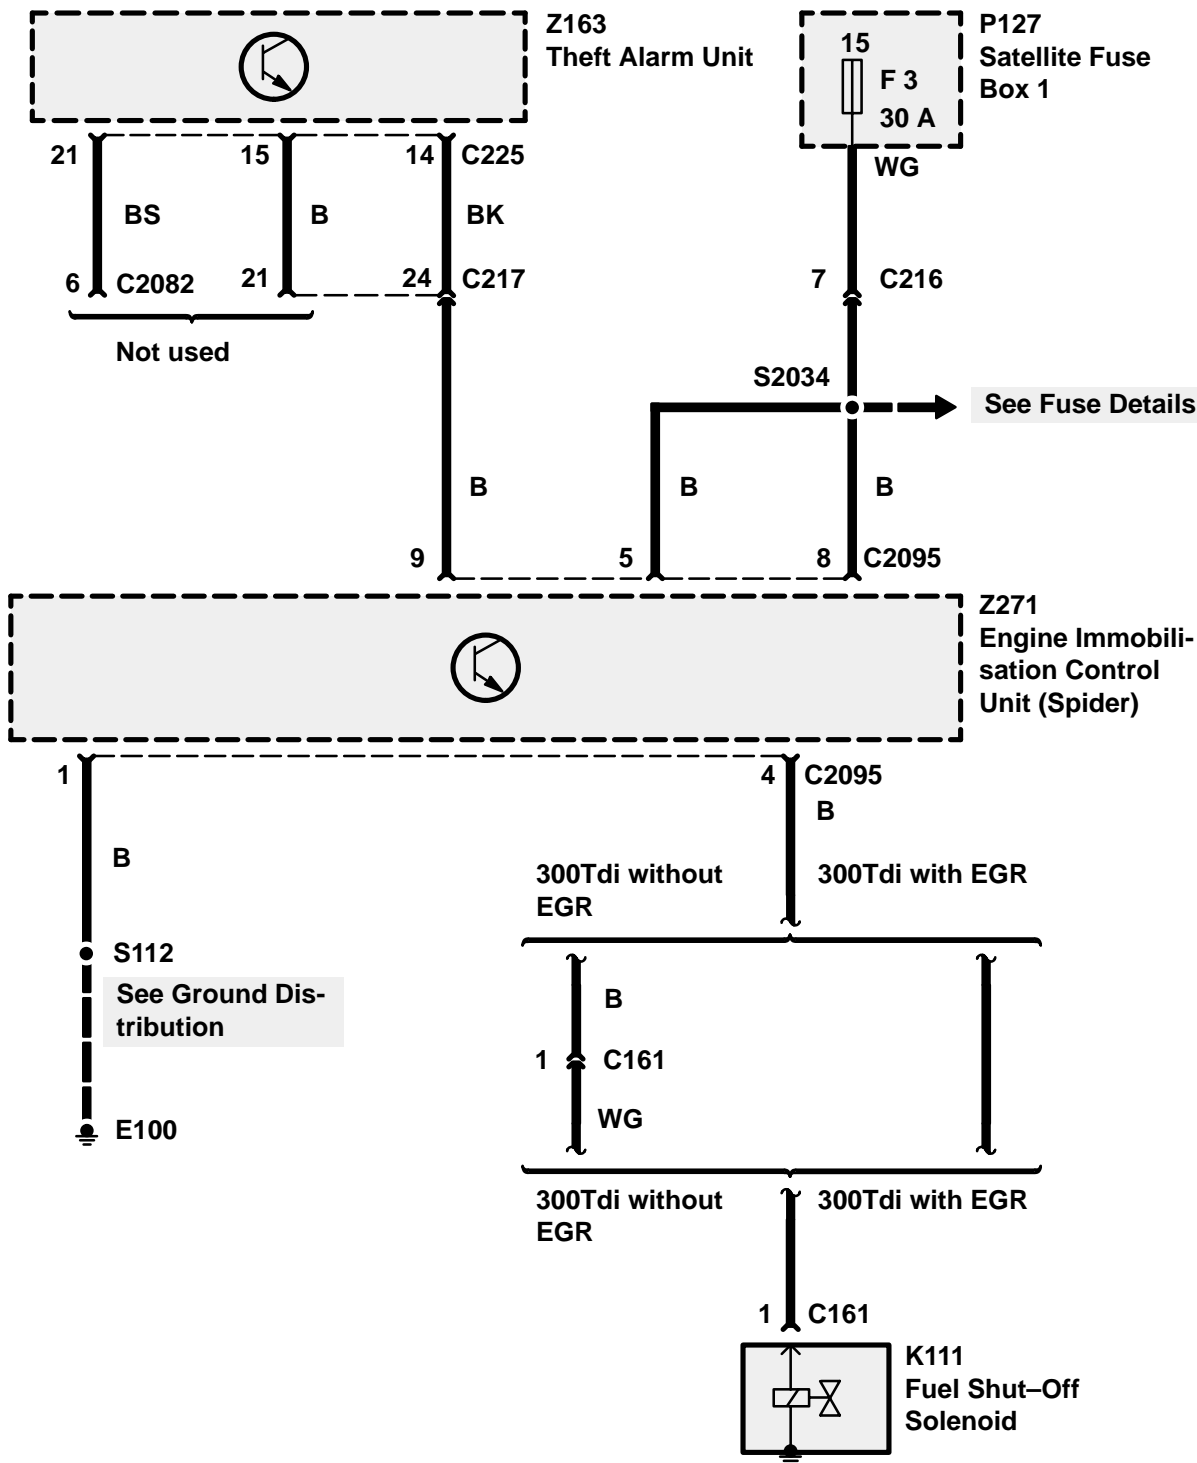 Z163
Theft Alarm Unit
P127
Satellite Fuse
Box 1
15
F 3
30 A
WG
21
15
14
C225
BS
B
BK
6
C2082
21
24
C217
7
C216
Not used
S2034
See Fuse Details
B
B
B
9
5
8
C2095
Z271
Engine Immobili-
sation Control
Unit (Spider)
1
4
C2095
B
B
300Tdi without
EGR
300Tdi with EGR
S112
See Ground Dis-
tribution
B
1
C161
WG
E100
300Tdi without
EGR
300Tdi with EGR
1
C161
K111
Fuel Shut–Off
Solenoid